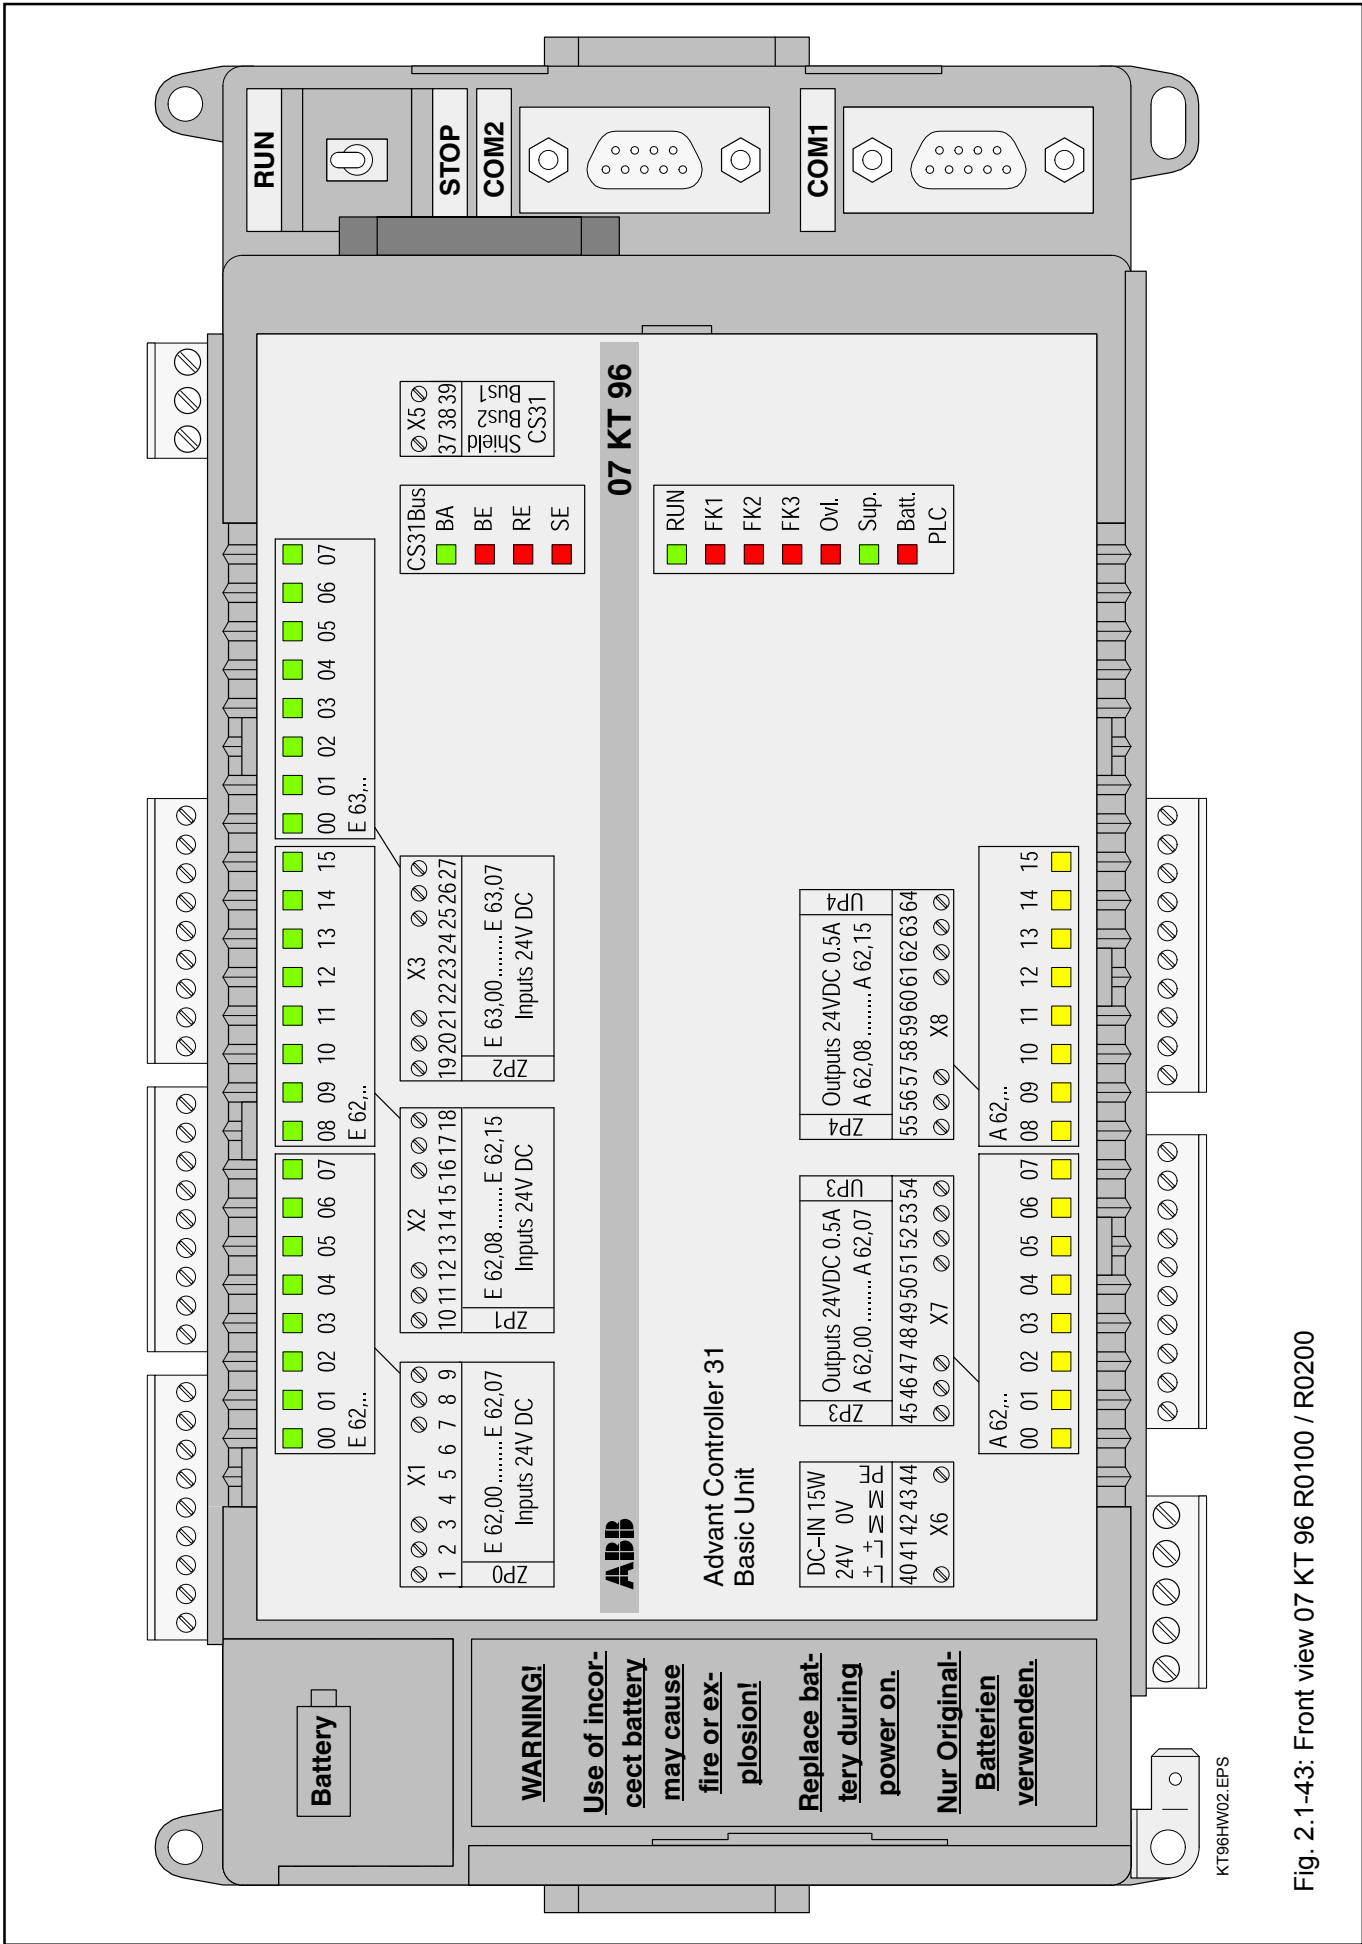 Battery
WARNING!
Use of incor-
cect battery
may cause
fire or ex-
plosion!
Replace bat-
tery during
power on.
Nur Original-
Batterien
verwenden.
00 01 02 03 04 05 06 07
E 62,..
08 09 10 11 12 13 14 15
E 62,..
00 01 02 03 04 05 06 07
E 63,..
X1
1 2 3 4 5 6 7 8 9
ZP0
E 62,00.........E 62,07
Inputs 24V DC
X2
10 11 12 13 14 15 16 17 18
ZP1
E 62,08.........E 62,15
Inputs 24V DC
X3
19 20 21 22 23 24 25 26 27
ZP2
E 63,00.........E 63,07
Inputs 24V DC
CS31Bus
BA
BE
RE
SE
X5
37 38 39
Shield
Bus2
Bus1
CS31
ABB
07 KT 96
Advant Controller 31
Basic Unit
RUN
FK1
FK2
FK3
Ovl.
Sup.
Batt.
PLC
DC–IN 15W
24V 0V
PE
40 41 42 43 44
X6
ZP3
Outputs 24VDC 0.5A
A 62,00.........A 62,07
UP3
45 46 47 48 49 50 51 52 53 54
X7
ZP4
Outputs 24VDC 0.5A
A 62,08.........A 62,15
UP4
55 56 57 58 59 60 61 62 63 64
X8
A 62,..
00 01 02 03 04 05 06 07
A 62,..
08 09 10 11 12 13 14 15
RUN
STOP
COM2
COM1
KT96HW02.EPS
Fig. 2.1-43: Front view 07 KT 96 R0100 / R0200